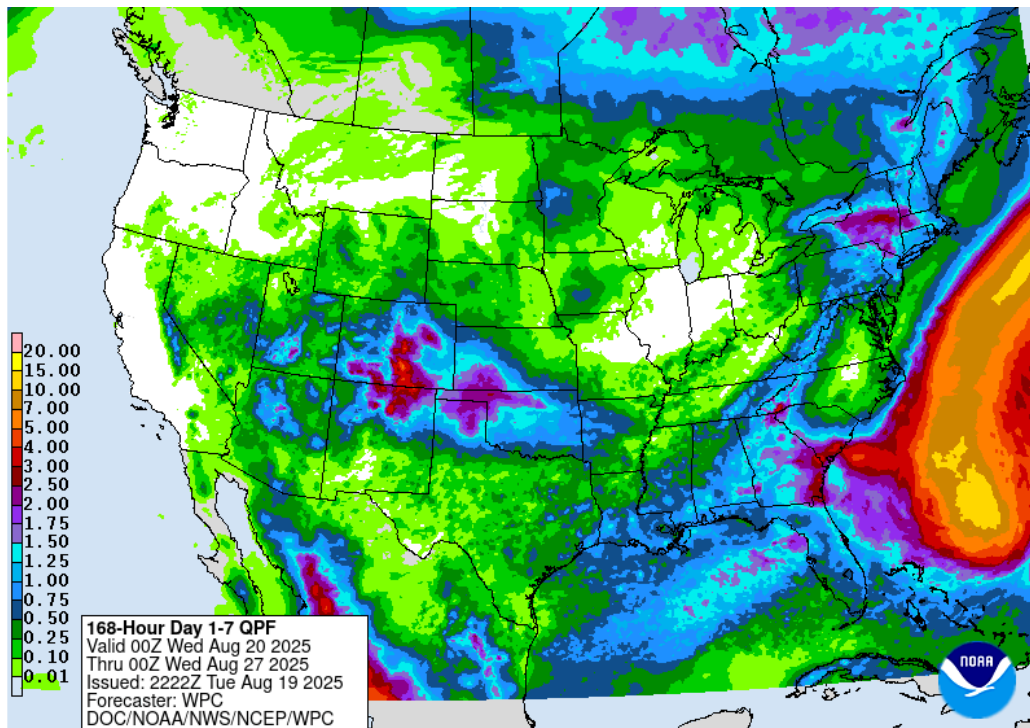 20.00
15.00
10.00
7.00
5.00
4.00
3.00
2.50
2.00
1.75
1.50
1.25
1.00
0.75
0.50
0.25
0.10
0.01
168-Hour Day 1-7 QPF
Valid 00Z Wed Aug 20 2025
Thru 00Z Wed Aug 27 2025
Issued: 2222Z Tue Aug 19 2025
Forecaster: WPC
DOC/NOAA/NWS/NCEP/WPC
NOAA